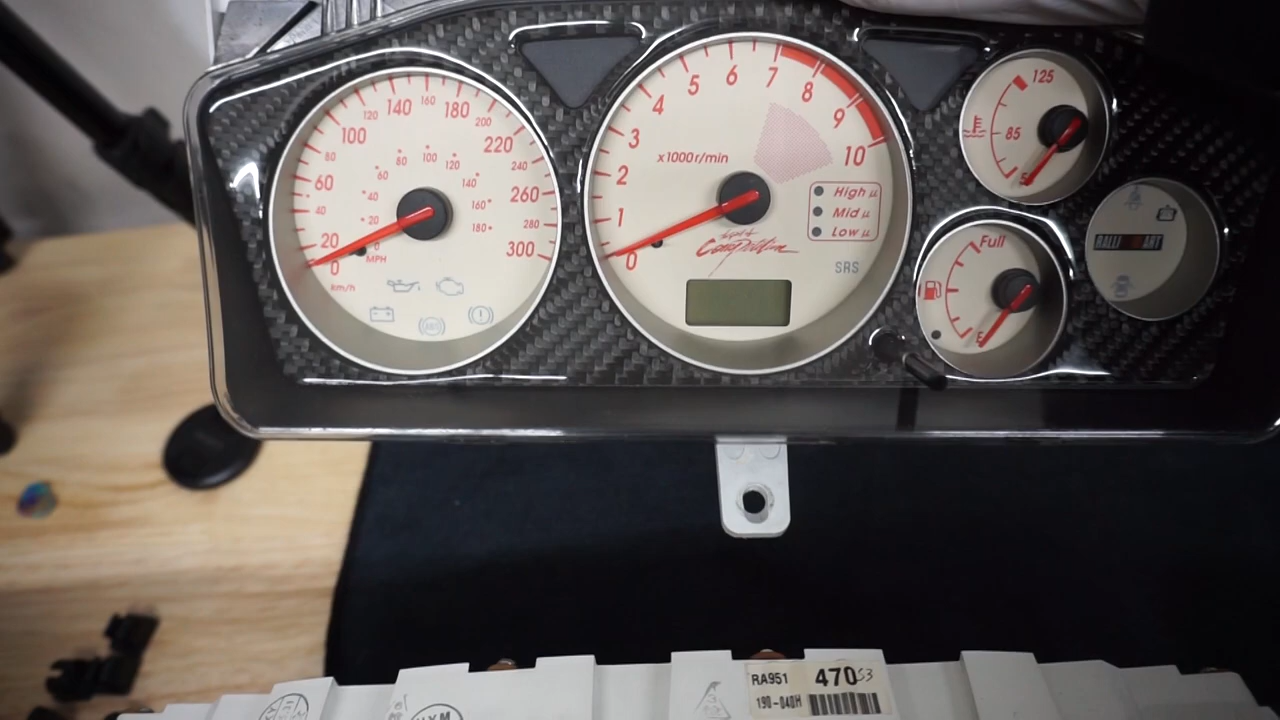 20
40
60
80
100
120
140
160
180
200
220
240
260
280
300
0
20
40
60
80
100
120
140
160
180
MPH
km/h
ABS
0
1
2
3
4
5
6
7
8
9
10
x1000r/min
High μ
Mid μ
Low μ
SRS
125
85
Full
E
RALLIART
RA951 47053
190-040H